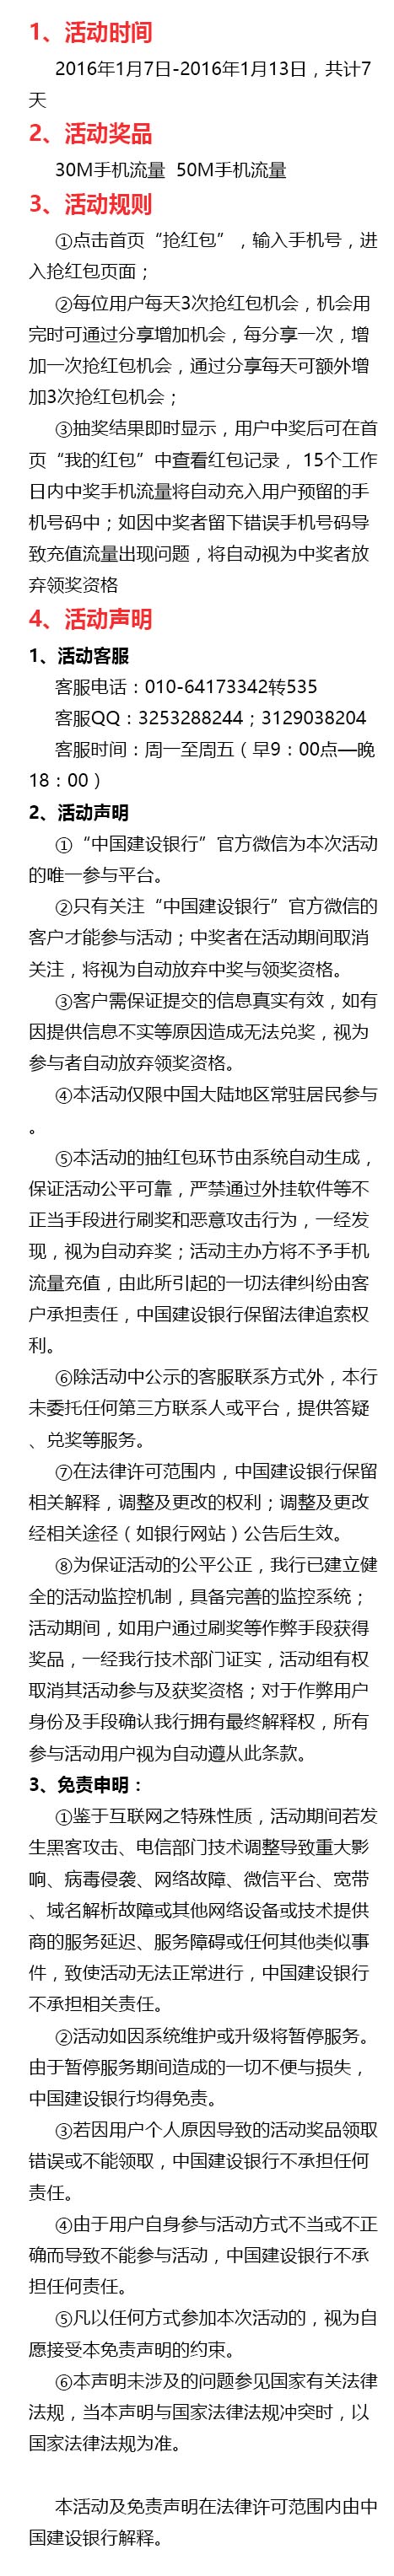 1、活动时间
2016年1月7日-2016年1月13日，共计7
天
2、活动奖品
30M手机流量  50M手机流量
3、活动规则
①点击首页“抢红包”，输入手机号，进
入抢红包页面；
②每位用户每天3次抢红包机会，机会用
完时可通过分享增加机会，每分享一次，增
加一次抢红包机会，通过分享每天可额外增
加3次抢红包机会；
③抽奖结果即时显示，用户中奖后可在首
页“我的红包”中查看红包记录， 15个工作
日内中奖手机流量将自动充入用户预留的手
机号码中；如因中奖者留下错误手机号码导
致充值流量出现问题，将自动视为中奖者放
弃领奖资格
4、活动声明
1、活动客服
客服电话：010-64173342转535
客服QQ：3253288244；3129038204
客服时间：周一至周五（早9：00点—晚
18：00）
2、活动声明
①“中国建设银行”官方微信为本次活动
的唯一参与平台。
②只有关注“中国建设银行”官方微信的
客户才能参与活动；中奖者在活动期间取消
关注，将视为自动放弃中奖与领奖资格。
③客户需保证提交的信息真实有效，如有
因提供信息不实等原因造成无法兑奖，视为
参与者自动放弃领奖资格。
④本活动仅限中国大陆地区常驻居民参与
。
⑤本活动的抽红包环节由系统自动生成，
保证活动公平可靠，严禁通过外挂软件等不
正当手段进行刷奖和恶意攻击行为，一经发
现，视为自动弃奖；活动主办方将不予手机
流量充值，由此所引起的一切法律纠纷由客
户承担责任，中国建设银行保留法律追索权
利。
⑥除活动中公示的客服联系方式外，本行
未委托任何第三方联系人或平台，提供答疑
、兑奖等服务。
⑦在法律许可范围内，中国建设银行保留
相关解释，调整及更改的权利；调整及更改
经相关途径（如银行网站）公告后生效。
⑧为保证活动的公平公正，我行已建立健
全的活动监控机制，具备完善的监控系统；
活动期间，如用户通过刷奖等作弊手段获得
奖品，一经我行技术部门证实，活动组有权
取消其活动参与及获奖资格；对于作弊用户
身份及手段确认我行拥有最终解释权，所有
参与活动用户视为自动遵从此条款。
3、免责申明：
①鉴于互联网之特殊性质，活动期间若发
生黑客攻击、电信部门技术调整导致重大影
响、病毒侵袭、网络故障、微信平台、宽带
、域名解析故障或其他网络设备或技术提供
商的服务延迟、服务障碍或任何其他类似事
件，致使活动无法正常进行，中国建设银行
不承担相关责任。
②活动如因系统维护或升级将暂停服务。
由于暂停服务期间造成的一切不便与损失，
中国建设银行均得免责。
③若因用户个人原因导致的活动奖品领取
错误或不能领取，中国建设银行不承担任何
责任。
④由于用户自身参与活动方式不当或不正
确而导致不能参与活动，中国建设银行不承
担任何责任。
⑤凡以任何方式参加本次活动的，视为自
愿接受本免责声明的约束。
⑥本声明未涉及的问题参见国家有关法律
法规，当本声明与国家法律法规冲突时，以
国家法律法规为准。
本活动及免责声明在法律许可范围内由中
国建设银行解释。